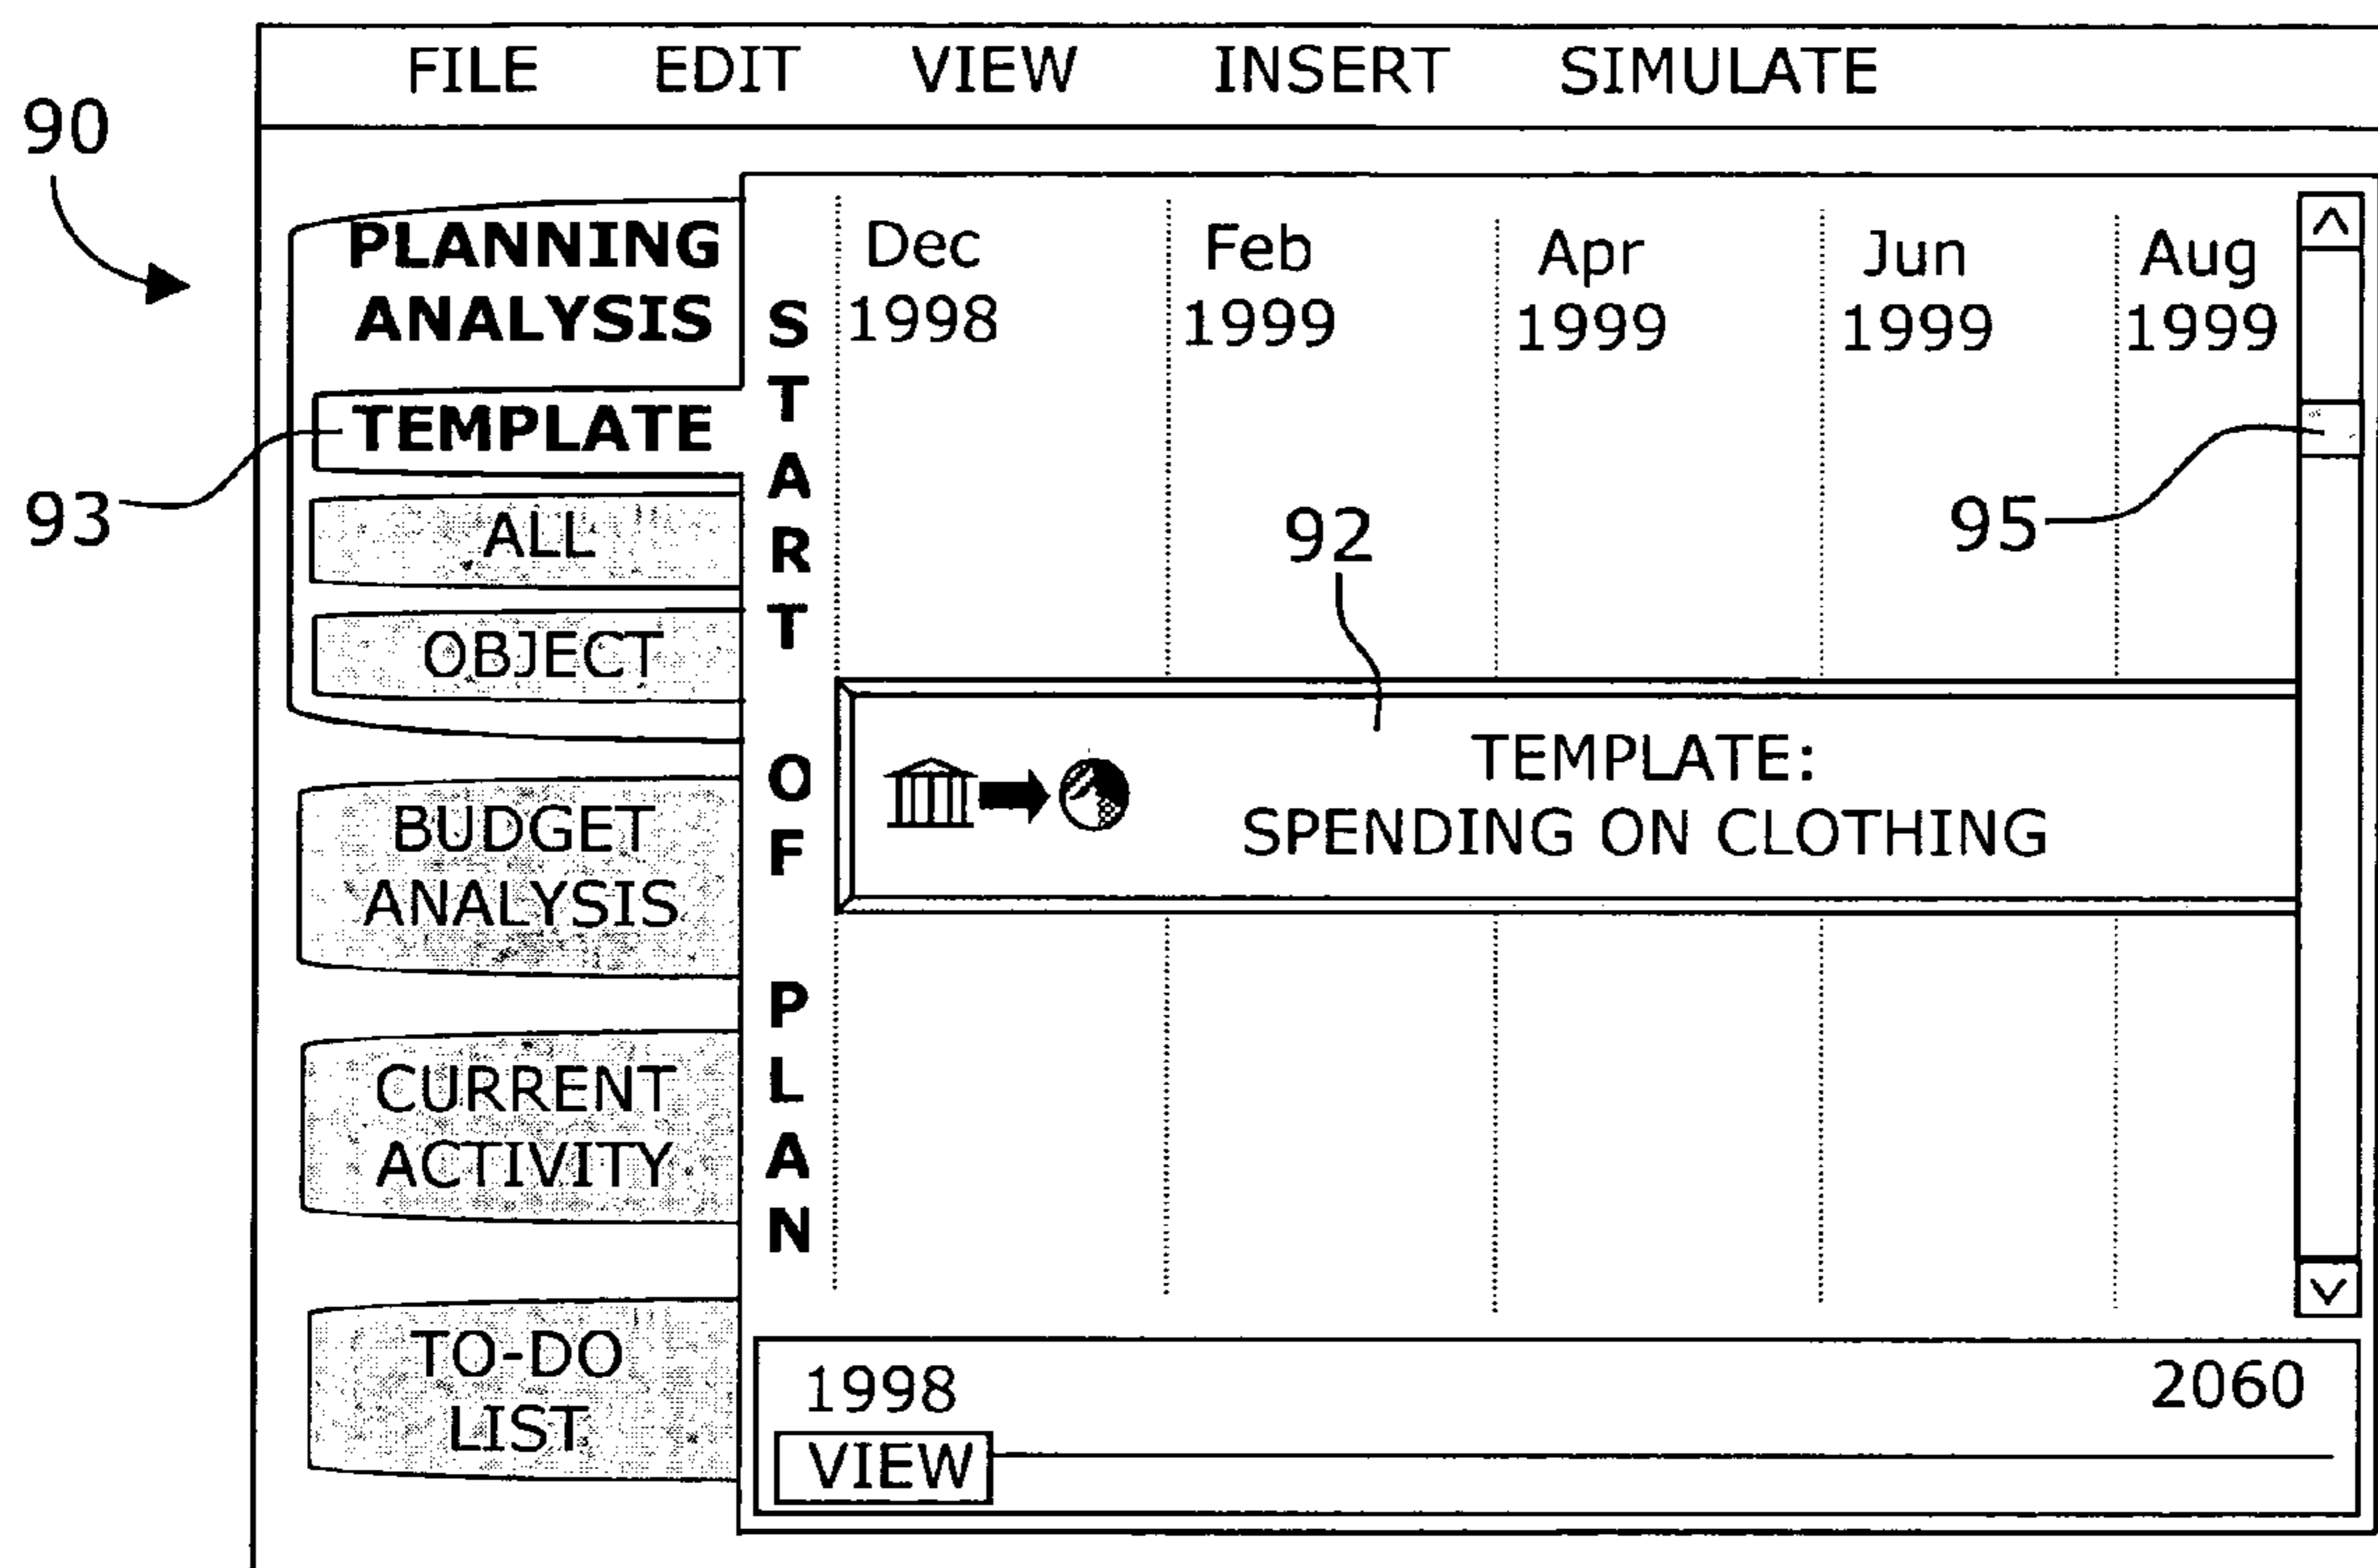 FILE EDIT VIEW INSERT SIMULATE
90
PLANNING
ANALYSIS
TEMPLATE
93
ALL
OBJECT
BUDGET
ANALYSIS
CURRENT
ACTIVITY
TO-DO
LIST
START OF PLAN
Dec
1998
Feb
1999
Apr
1999
Jun
1999
Aug
1999
92
95
TEMPLATE:
SPENDING ON CLOTHING
1998 2060
VIEW